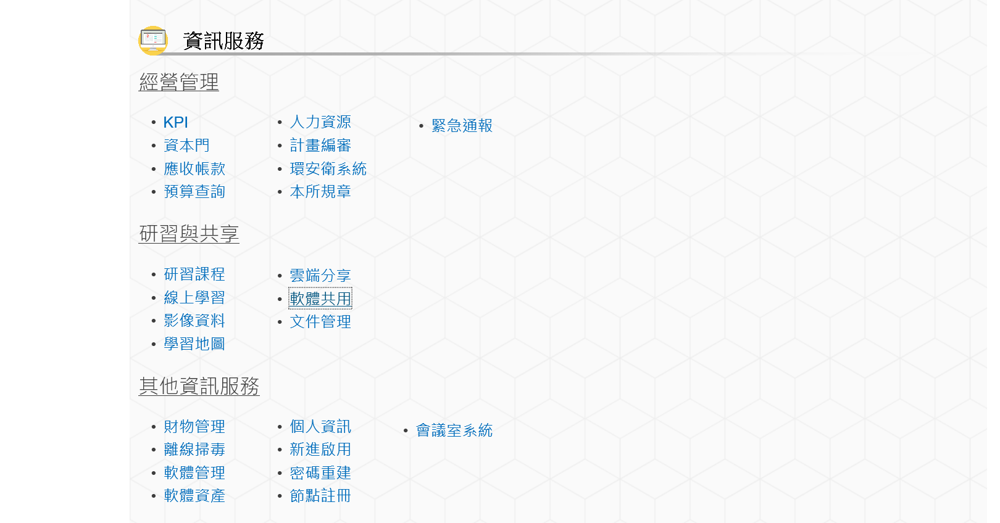 資訊服務
經營管理
• KPI
• 資本門
• 應收帳款
• 預算查詢
• 人力資源
• 計畫編審
• 環安衛系統
• 本所規章
• 緊急通報
研習與共享
• 研習課程
• 線上學習
• 影像資料
• 學習地圖
• 雲端分享
• 軟體共用
• 文件管理
其他資訊服務
• 財物管理
• 離線掃毒
• 軟體管理
• 軟體資產
• 個人資訊
• 新進啟用
• 密碼重建
• 節點註冊
• 會議室系統